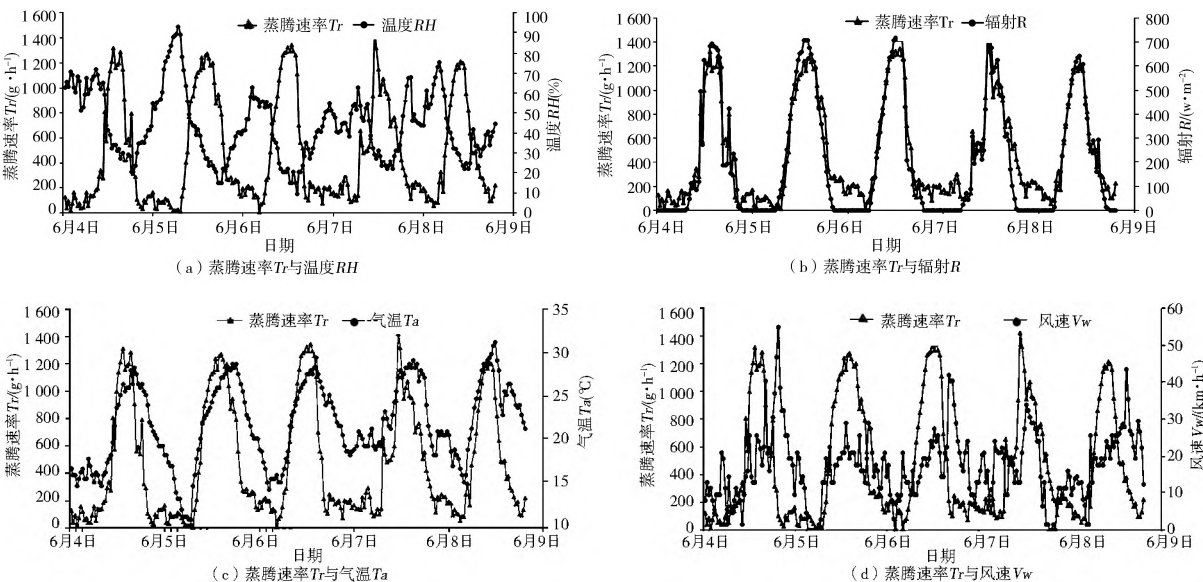 蒸腾速率Tr 温度RH
蒸腾速率Tr/(g·h⁻¹)
1 600
1 400
1 200
1 000
800
600
400
200
0
100
90
80
70
60
50
40
30
20
10
0
温度RH(%)
6月4日 6月5日 6月6日 6月7日 6月8日 6月9日
日期
(a)蒸腾速率Tr与温度RH
蒸腾速率Tr 辐射R
蒸腾速率Tr/(g·h⁻¹)
1 600
1 400
1 200
1 000
800
600
400
200
0
800
700
600
500
400
300
200
100
0
辐射R/(w·m⁻²)
6月4日 6月5日 6月6日 6月7日 6月8日 6月9日
日期
(b)蒸腾速率Tr与辐射R
蒸腾速率Tr 气温Ta
蒸腾速率Tr/(g·h⁻¹)
1 600
1 400
1 200
1 000
800
600
400
200
0
35
30
25
20
15
10
气温Ta(℃)
6月4日 6月5日 6月6日 6月7日 6月8日 6月9日
日期
(c)蒸腾速率Tr与气温Ta
蒸腾速率Tr 风速Vw
蒸腾速率Tr/(g·h⁻¹)
1 600
1 400
1 200
1 000
800
600
400
200
0
60
50
40
30
20
10
0
风速Vw/(km·h⁻¹)
6月4日 6月5日 6月6日 6月7日 6月8日 6月9日
日期
(d)蒸腾速率Tr与风速Vw